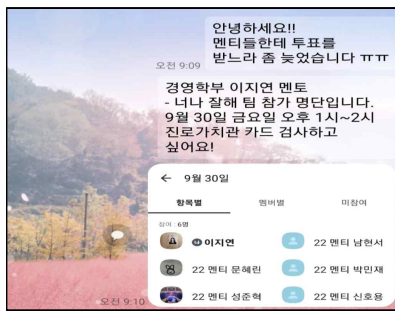 안녕하세요!!
멘티들한테 투표를
받느라 좀 늦었습니다 ㅠㅠ
오전 9:09
경영학부 이지연 멘토
- 너나 잘해 팀 참가 명단입니다.
9월 30일 금요일 오후 1시~2시
진로가치관 카드 검사하고
싶어요!
← 9월 30일
항목별 멤버별 미참여
참여 : 6명
이지연 22 멘티 남현서
22 멘티 문혜린 22 멘티 박민재
22 멘티 성준혁 22 멘티 신호용
오전 9:10